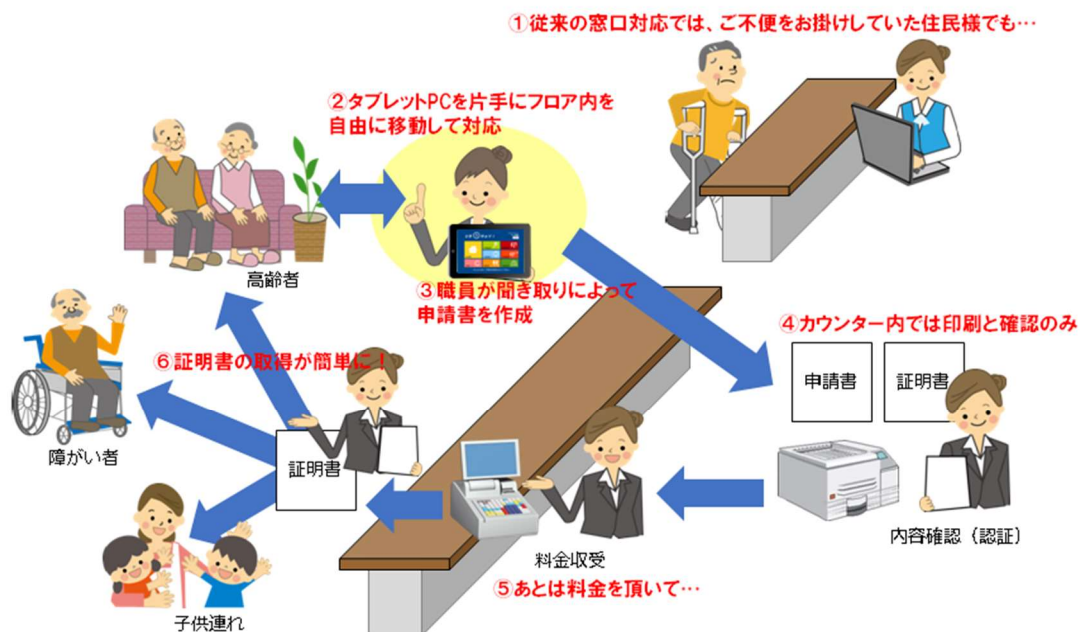 ①従来の窓口対応では、ご不便をお掛けしていた住民様でも…
②タブレットPCを片手にフロア内を
自由に移動して対応
高齢者
③職員が聞き取りによって
申請書を作成
④カウンター内では印刷と確認のみ
申請書
証明書
内容確認（認証）
料金収受
⑤あとは料金を頂いて…
⑥証明書の取得が簡単に！
証明書
障がい者
子供連れ